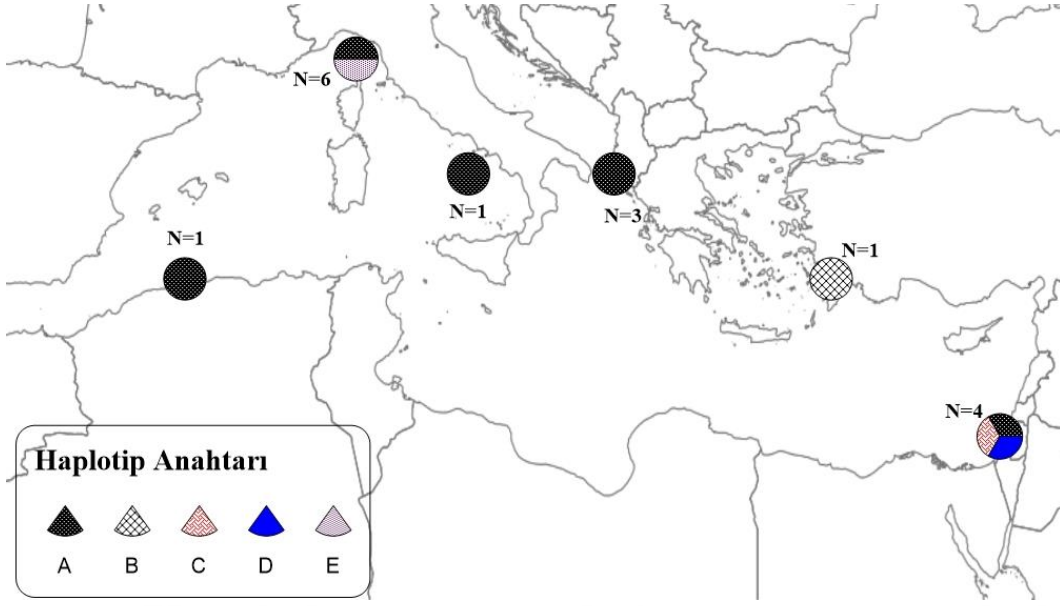 N=6
N=1
N=3
N=1
N=1
N=4
Haplotip Anahtarı
A B C D E